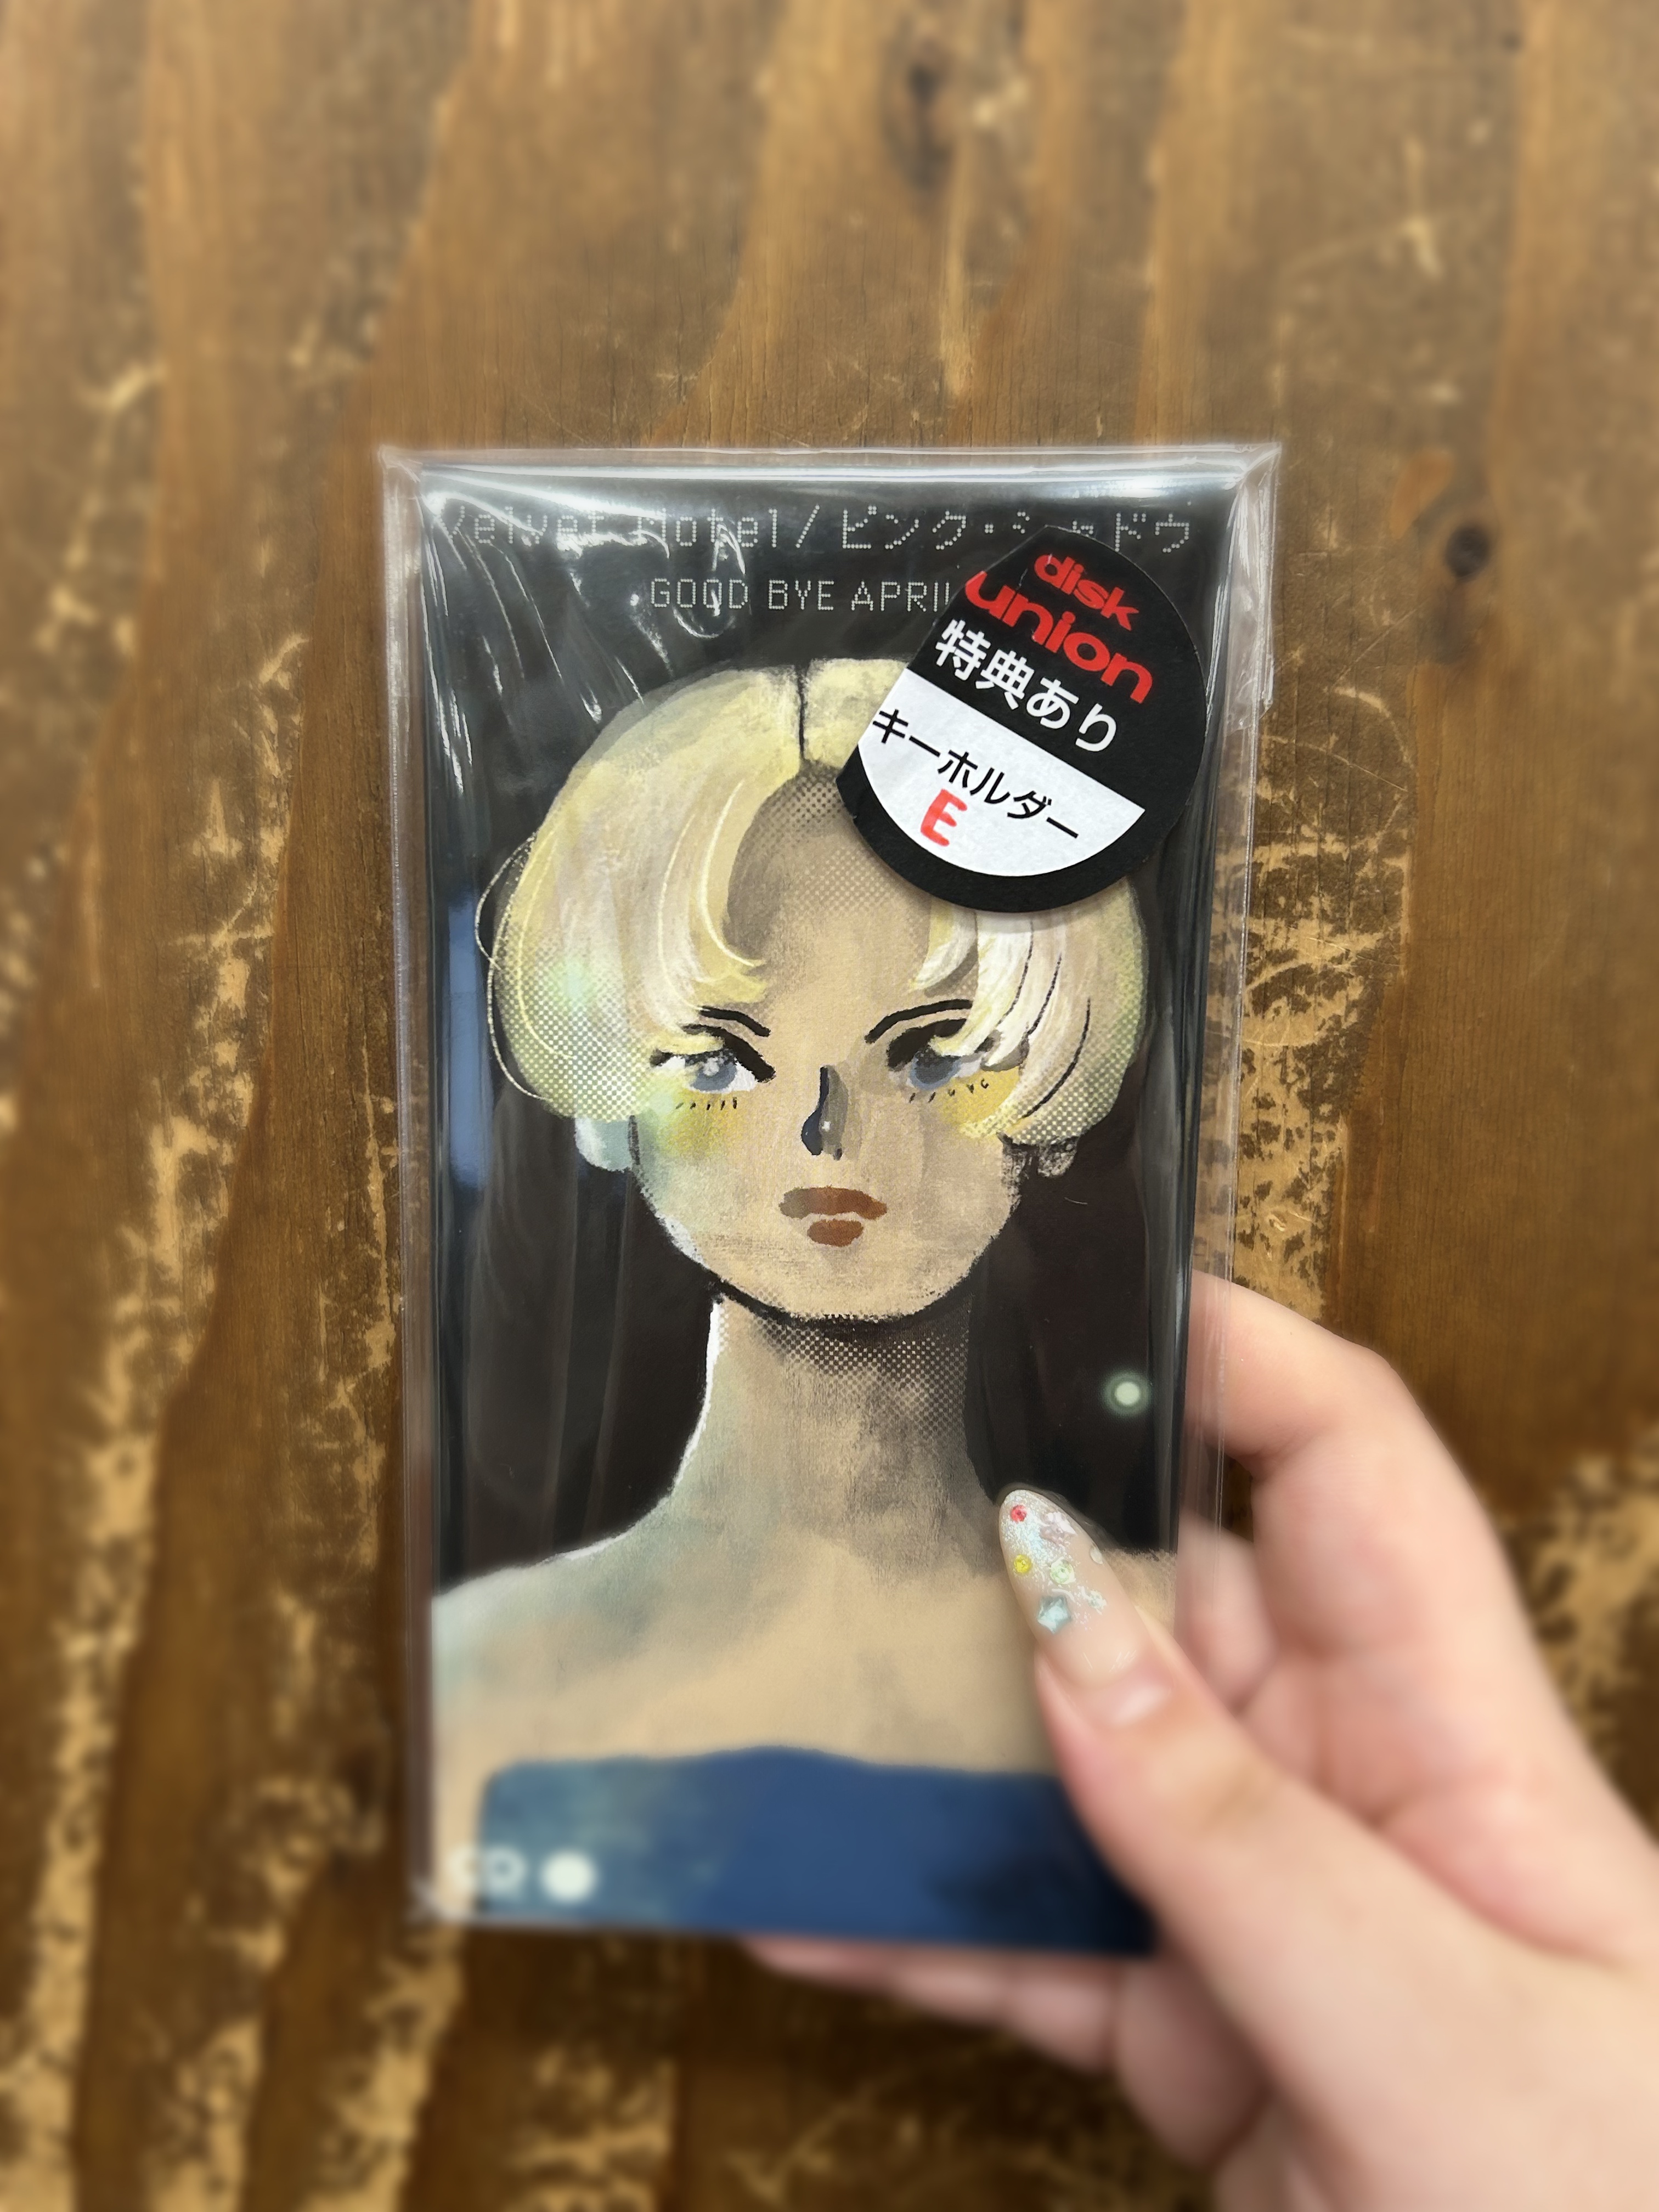 Velvet Hotel/ピンク・シャドウ
GOOD BYE APRIL
disk
union
特典あり
キーホルダー
E